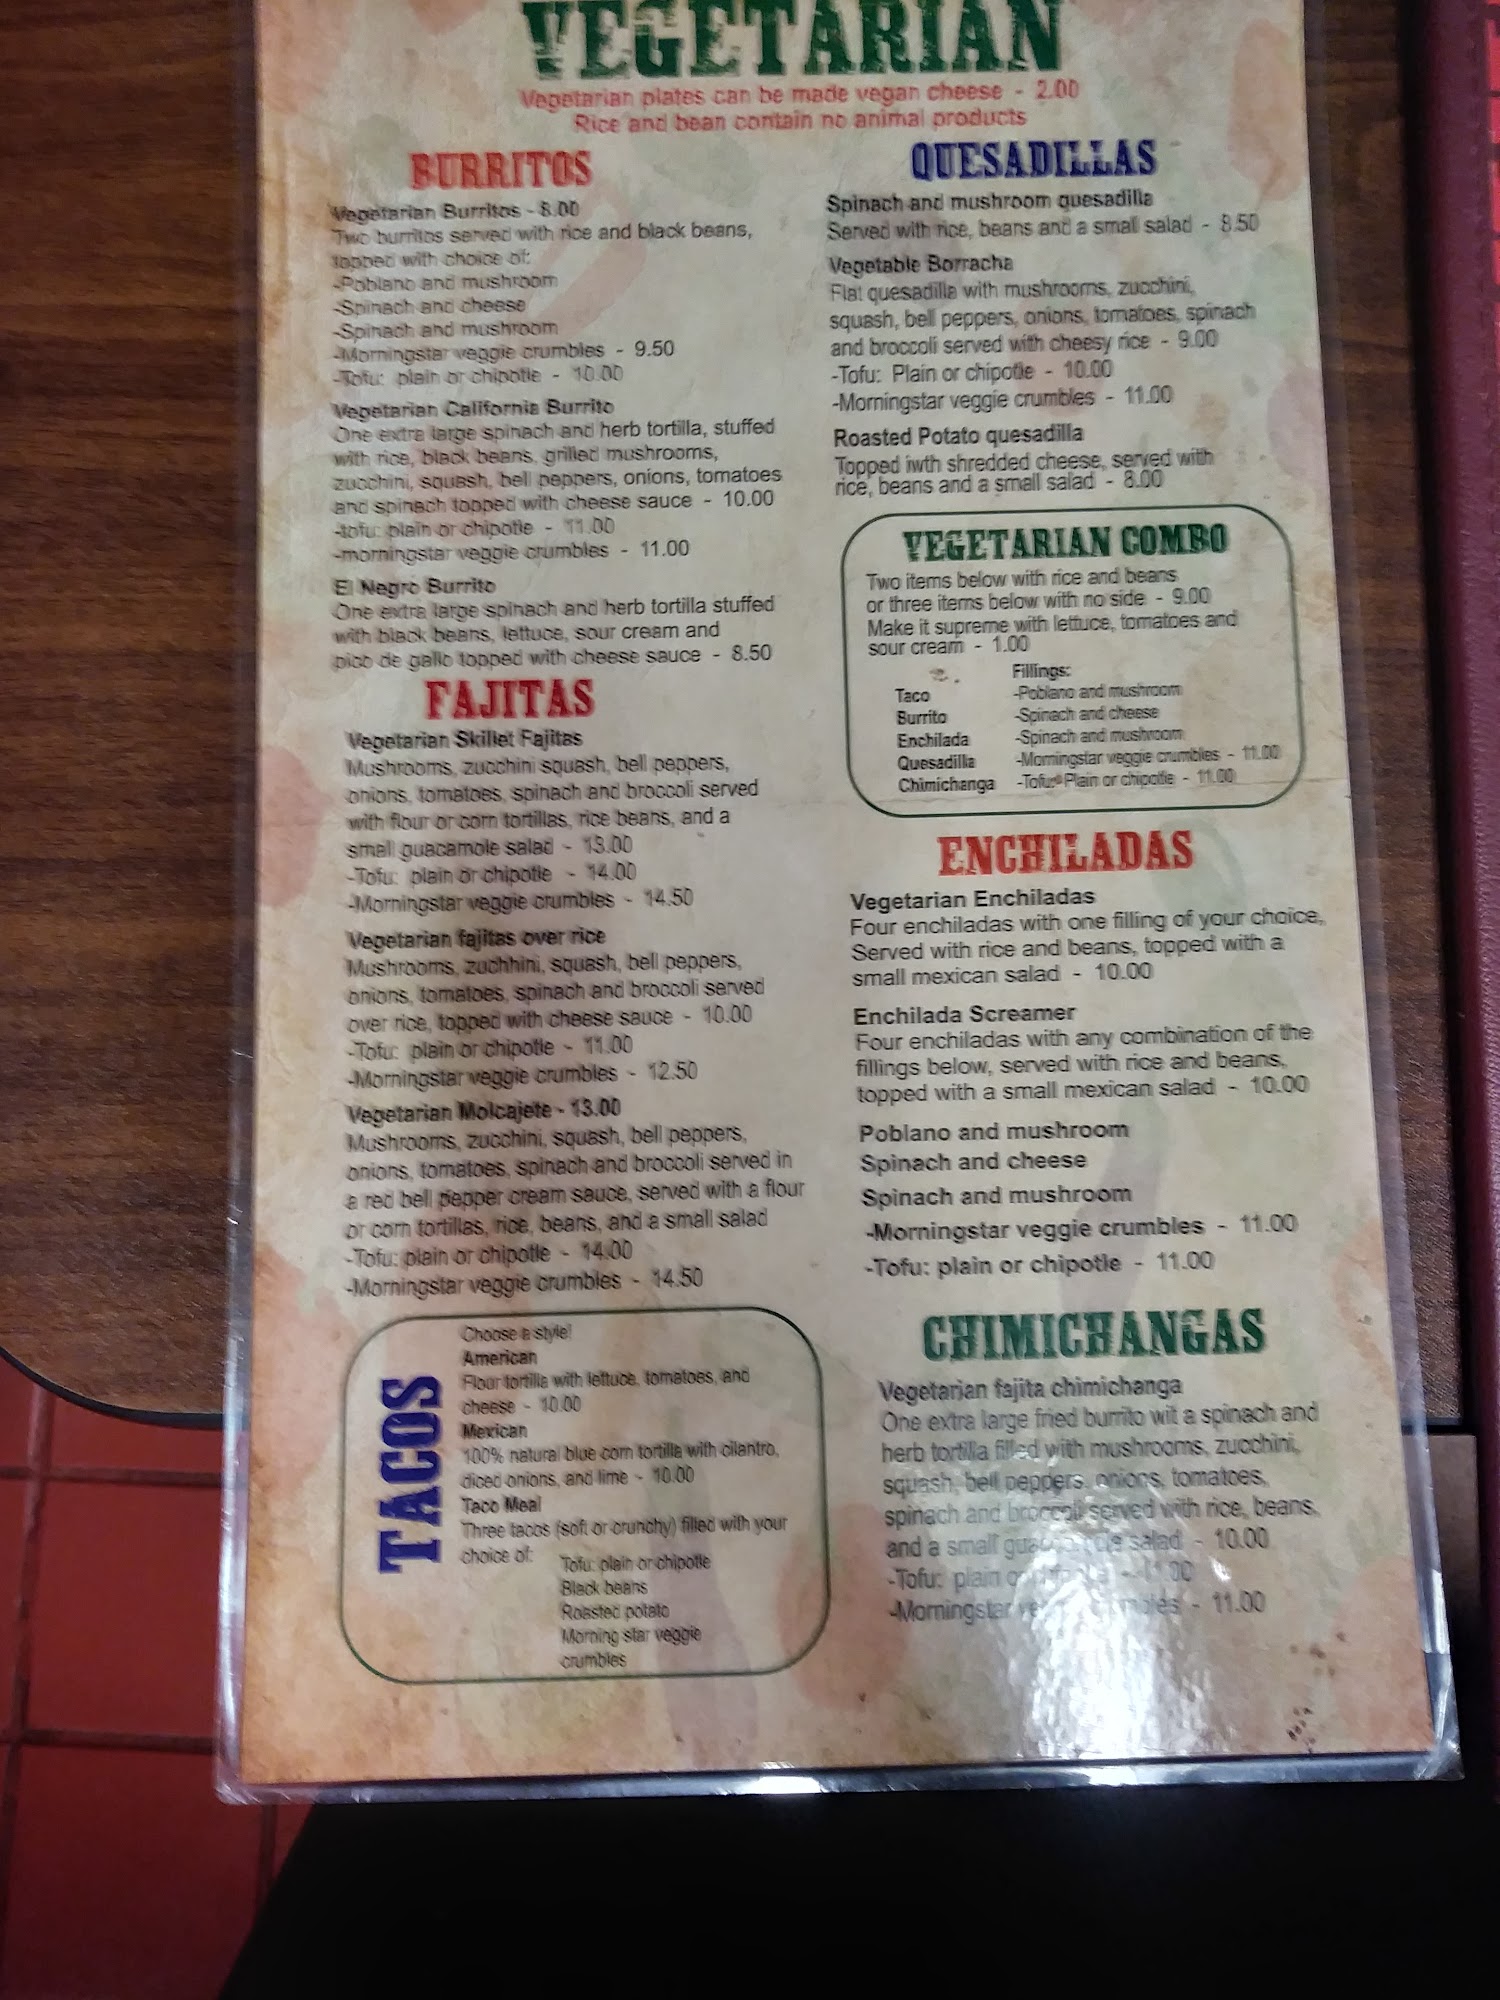 VEGETARIAN
Vegetarian plates can be made vegan cheese - 2.00
Rice and bean contain no animal products
BURRITOS
Vegetarian Burritos - 8.00
Two burritos served with rice and black beans,
topped with choice of:
-Poblano and mushroom
-Spinach and cheese
-Spinach and mushroom
-Morningstar veggie crumbles - 9.50
-Tofu: plain or chipotle - 10.00
Vegetarian California Burrito
One extra large spinach and herb tortilla, stuffed
with rice, black beans, grilled mushrooms,
zucchini, squash, bell peppers, onions, tomatoes
and spinach topped with cheese sauce - 10.00
-tofu: plain or chipotle - 11.00
-morningstar veggie crumbles - 11.00
El Negro Burrito
One extra large spinach and herb tortilla stuffed
with black beans, lettuce, sour cream and
pico de gallo topped with cheese sauce - 8.50
FAJITAS
Vegetarian Skillet Fajitas
Mushrooms, zucchini squash, bell peppers,
onions, tomatoes, spinach and broccoli served
with flour or corn tortillas, rice beans, and a
small guacamole salad - 13.00
-Tofu: plain or chipotle - 14.00
-Morningstar veggie crumbles - 14.50
Vegetarian fajitas over rice
Mushrooms, zuchhini, squash, bell peppers,
onions, tomatoes, spinach and broccoli served
over rice, topped with cheese sauce - 10.00
-Tofu: plain or chipotle - 11.00
-Morningstar veggie crumbles - 12.50
Vegetarian Molcajete - 13.00
Mushrooms, zucchini, squash, bell peppers,
onions, tomatoes, spinach and broccoli served in
a red bell pepper cream sauce, served with a flour
or corn tortillas, rice, beans, and a small salad
-Tofu: plain or chipotle - 14.00
-Morningstar veggie crumbles - 14.50
TACOS
Choose a style!
American
Flour tortilla with lettuce, tomatoes, and
cheese - 10.00
Mexican
100% natural blue corn tortilla with cilantro,
diced onions, and lime - 10.00
Taco Meal
Three tacos (soft or crunchy) filled with your
choice of:
Tofu: plain or chipotle
Black beans
Roasted potato
Morning star veggie
crumbles
QUESADILLAS
Spinach and mushroom quesadilla
Served with rice, beans and a small salad - 8.50
Vegetable Borracha
Flat quesadilla with mushrooms, zucchini,
squash, bell peppers, onions, tomatoes, spinach
and broccoli served with cheesy rice - 9.00
-Tofu: Plain or chipotle - 10.00
-Morningstar veggie crumbles - 11.00
Roasted Potato quesadilla
Topped iwth shredded cheese, served with
rice, beans and a small salad - 8.00
VEGETARIAN COMBO
Two items below with rice and beans
or three items below with no side - 9.00
Make it supreme with lettuce, tomatoes and
sour cream - 1.00
Fillings:
Taco -Poblano and mushroom
Burrito -Spinach and cheese
Enchilada -Spinach and mushroom
Quesadilla -Morningstar veggie crumbles - 11.00
Chimichanga -Tofu: Plain or chipotle - 11.00
ENCHILADAS
Vegetarian Enchiladas
Four enchiladas with one filling of your choice,
Served with rice and beans, topped with a
small mexican salad - 10.00
Enchilada Screamer
Four enchiladas with any combination of the
fillings below, served with rice and beans,
topped with a small mexican salad - 10.00
Poblano and mushroom
Spinach and cheese
Spinach and mushroom
-Morningstar veggie crumbles - 11.00
-Tofu: plain or chipotle - 11.00
CHIMICHANGAS
Vegetarian fajita chimichanga
One extra large fried burrito wit a spinach and
herb tortilla filled with mushrooms, zucchini,
squash, bell peppers, onions, tomatoes,
spinach and broccoli served with rice, beans,
and a small guacamole salad - 10.00
-Tofu: plain or - 11.00
-Morningstar veggie crumbles - 11.00